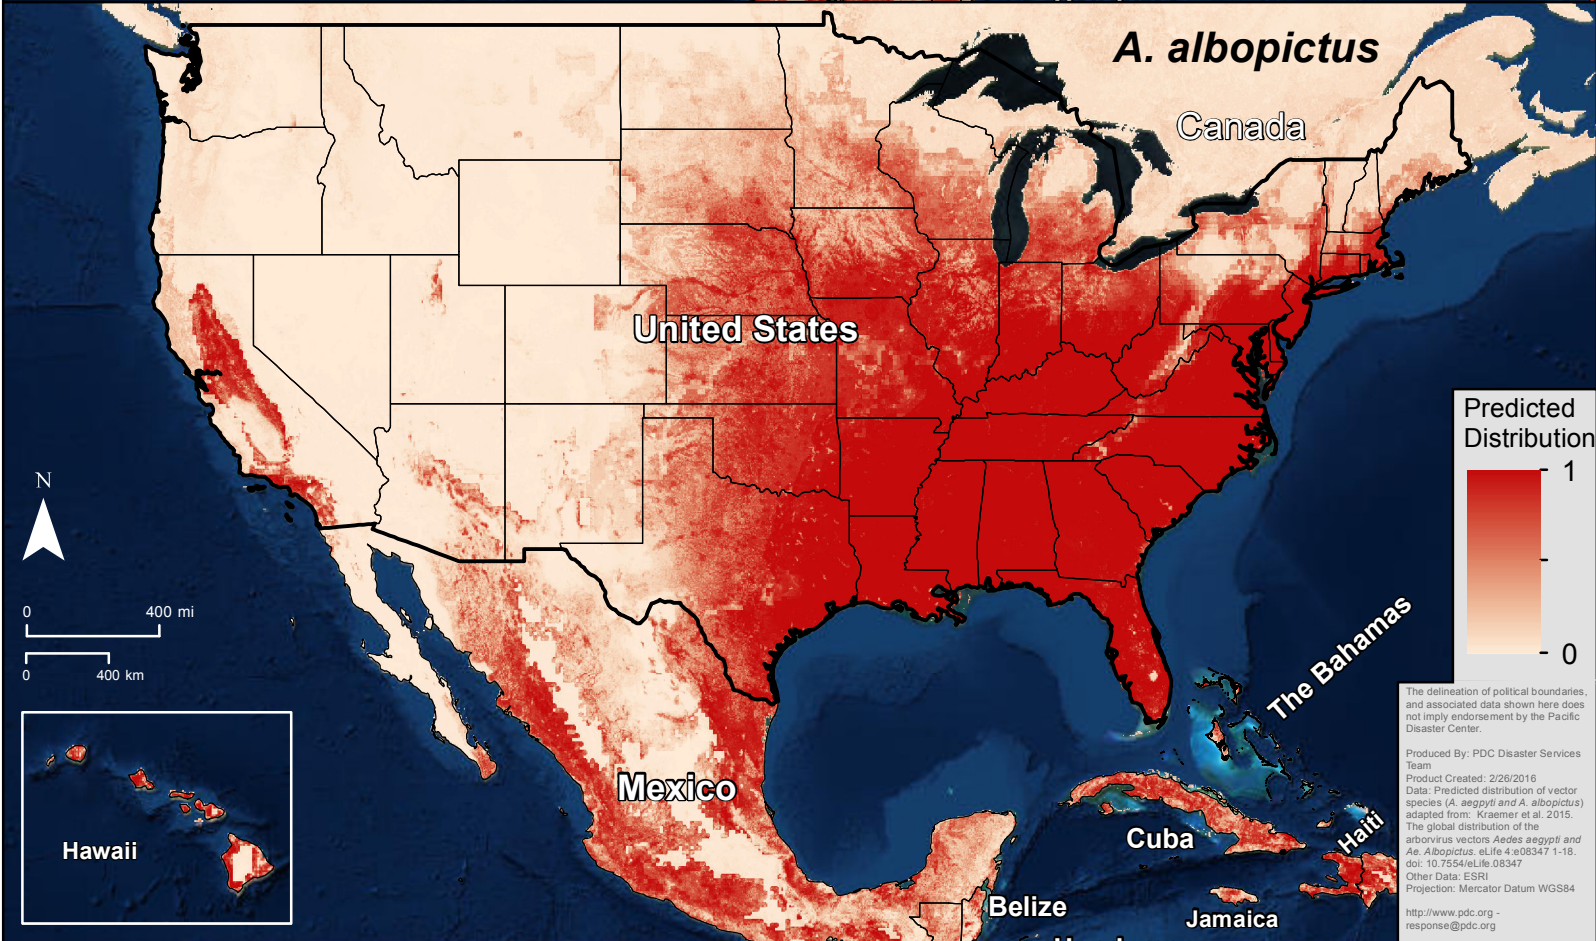 A. albopictus
Canada
United States
Predicted
Distribution
1
0
N
0 400 mi
0 400 km
The Bahamas
Mexico
Hawaii
Cuba
Haiti
Belize
Jamaica
The delineation of political boundaries,
and associated data shown here does
not imply endorsement by the Pacific
Disaster Center.
Produced By: PDC Disaster Services
Team
Product Created: 2/26/2016
Data: Predicted distribution of vector
species (A. aegpyti and A. albopictus)
adapted from: Kraemer et al. 2015.
The global distribution of the
arborvirus vectors Aedes aegypti and
Ae. Albopictus. eLife 4:e08347 1-18.
doi: 10.7554/eLife.08347
Other Data: ESRI
Projection: Mercator Datum WGS84
http://www.pdc.org -
response@pdc.org